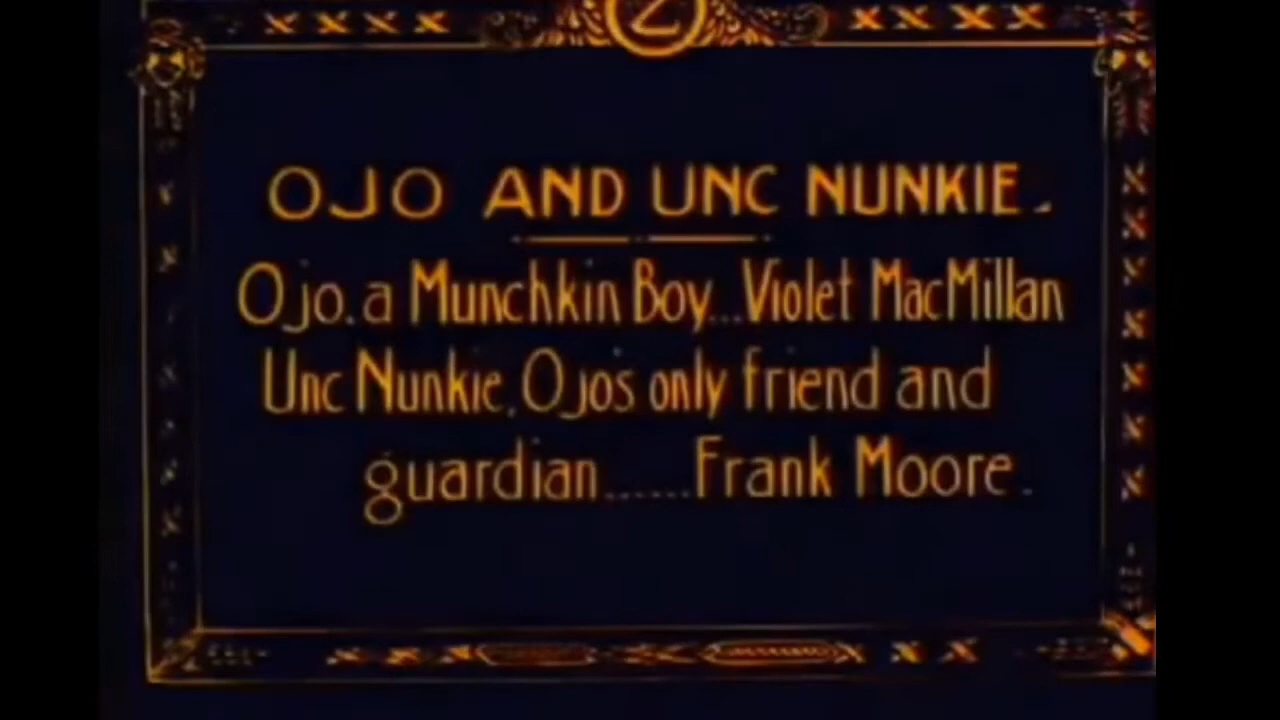 OJO AND UNC NUNKIE.
Ojo, a Munchkin Boy...Violet MacMillan
Unc Nunkie, Ojo's only friend and
guardian......Frank Moore.